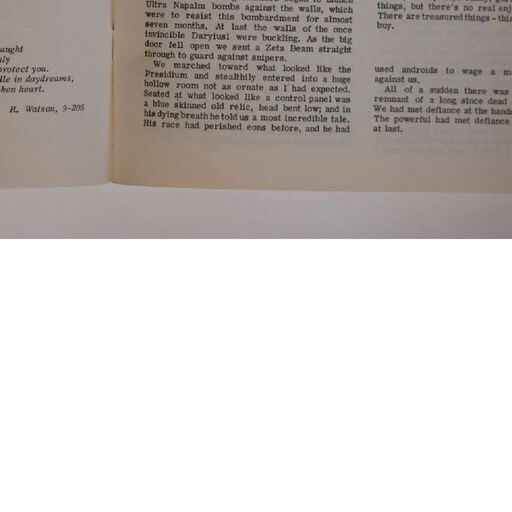 aught
protect you.
lle in daydreams,
ken heart.
R. Watson, 9-205
Ultra Napalm bombs against the walls, which
were to resist this bombardment for almost
seven months. At last the walls of the once
invincible Daryiusl were buckling. As the big
door fell open we sent a Zeta Beam straight
through to guard against snipers.
We marched toward what looked like the
Presidium and stealthily entered into a huge
hollow room not as ornate as I had expected.
Seated at what looked like a control panel was
a blue skinned old relic, head bent low; and in
his dying breath he told us a most incredible tale.
His race had perished eons before, and he had
things, but there's no real enj
There are treasured things - thi
buy.
used androids to wage a m
against us.
All of a sudden there was
remnant of a long since dead
We had met defiance at the hands
The powerful had met defiance
at last.